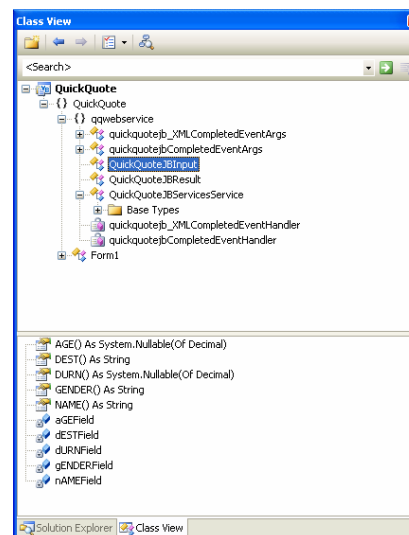 Class View
<Search>
QuickQuote
{} QuickQuote
{} qqwebservice
quickquotejb_XMLCompletedEventArgs
quickquotejbCompletedEventArgs
QuickQuoteJBInput
QuickQuoteJBResult
QuickQuoteJBServicesService
Base Types
quickquotejb_XMLCompletedEventHandler
quickquotejbCompletedEventHandler
Form1
AGE() As System.Nullable(Of Decimal)
DEST() As String
DURN() As System.Nullable(Of Decimal)
GENDER() As String
NAME() As String
aGEField
dESTField
dURNField
gENDERField
nAMEField
Solution Explorer Class View